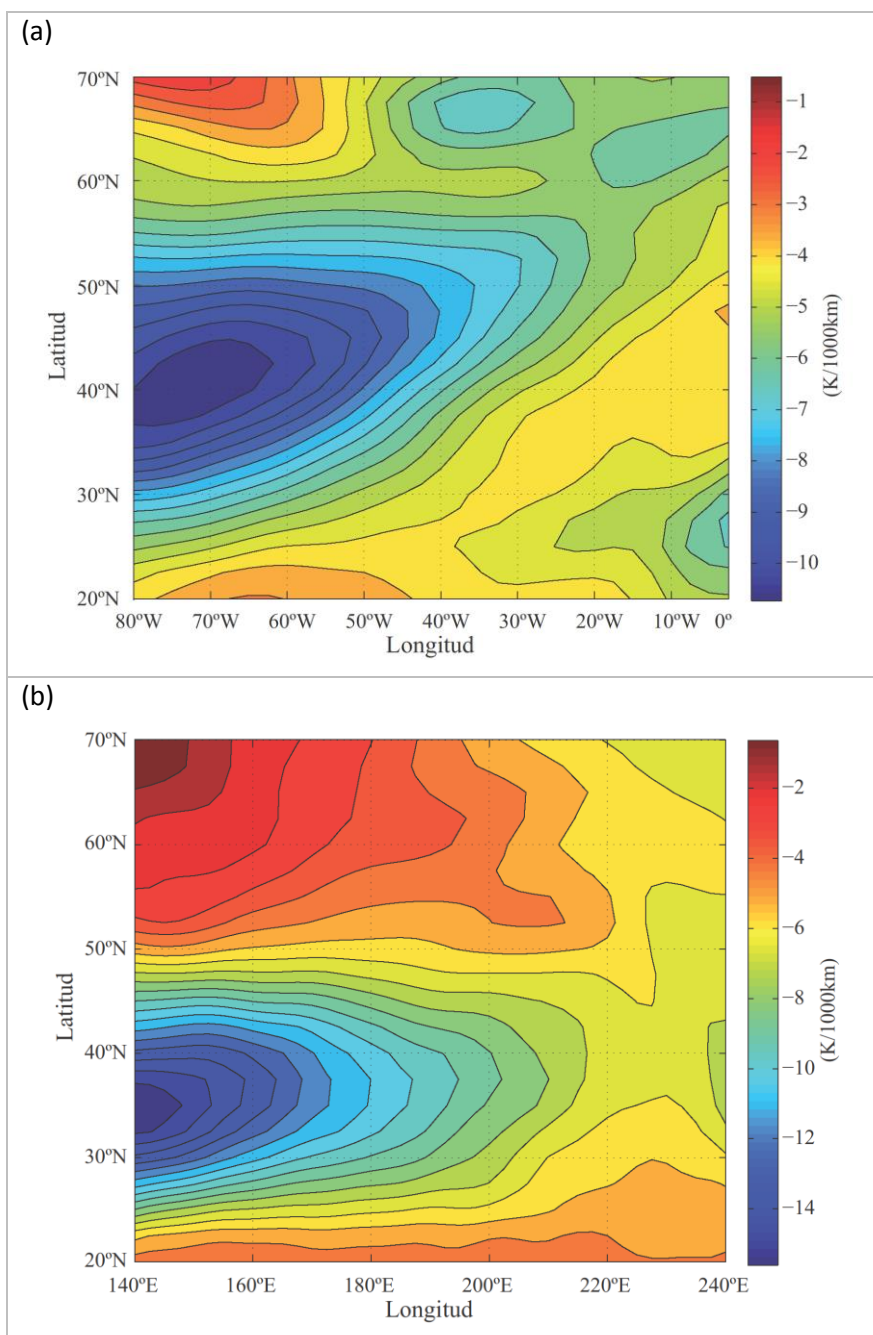 (a)
70ºN
60ºN
50ºN
40ºN
30ºN
20ºN
Latitud
80ºW 70ºW 60ºW 50ºW 40ºW 30ºW 20ºW 10ºW 0º
Longitud
−1
−2
−3
−4
−5
−6
−7
−8
−9
−10
(K/1000km)
(b)
70ºN
60ºN
50ºN
40ºN
30ºN
20ºN
Latitud
140ºE 160ºE 180ºE 200ºE 220ºE 240ºE
Longitud
−2
−4
−6
−8
−10
−12
−14
(K/1000km)